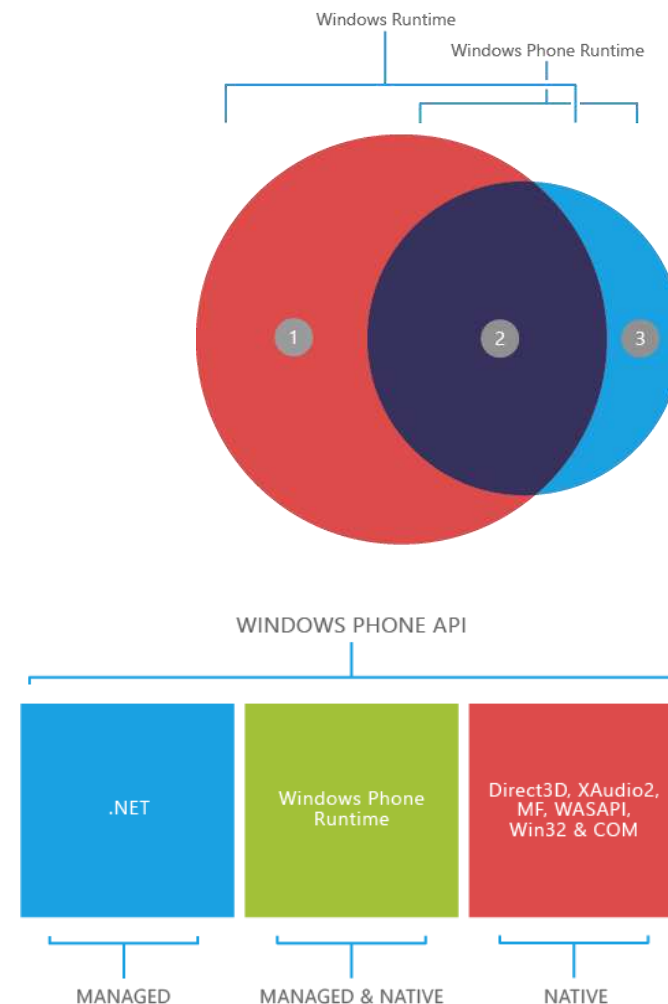 Windows Runtime
Windows Phone Runtime
1
2
3
WINDOWS PHONE API
.NET
Windows Phone
Runtime
Direct3D, XAudio2,
MF, WASAPI,
Win32 & COM
MANAGED
MANAGED & NATIVE
NATIVE